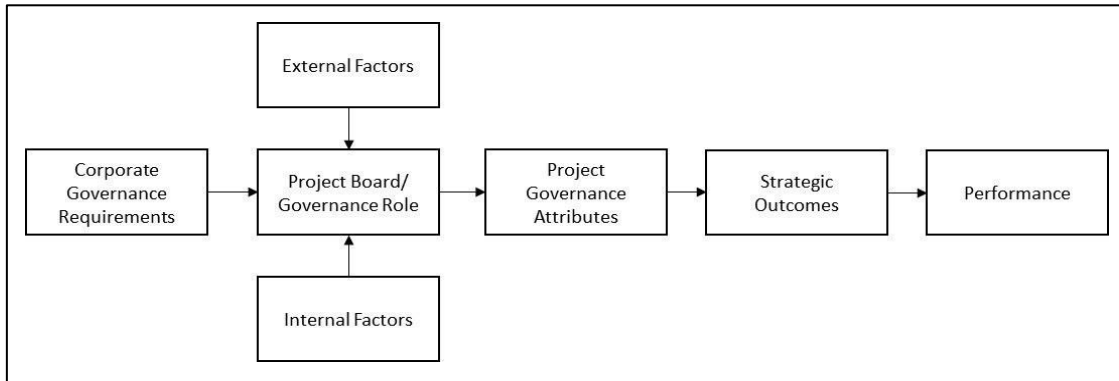 External Factors
Corporate
Governance
Requirements
Project Board/
Governance Role
Project
Governance
Attributes
Strategic
Outcomes
Performance
Internal Factors